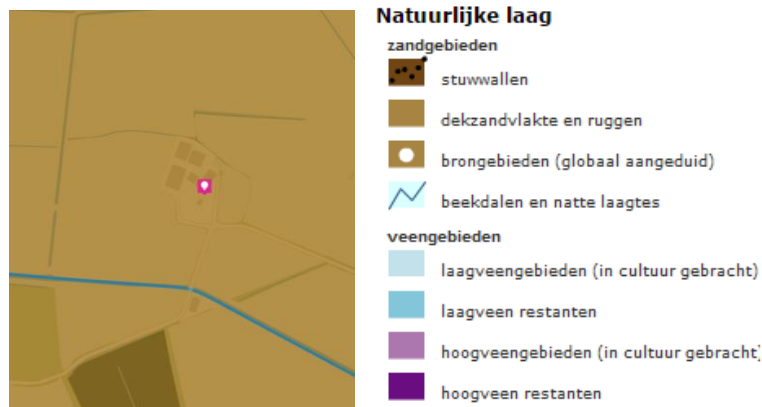 Natuurlijke laag
zandgebieden
stuwwallen
dekzandvlakte en ruggen
brongebieden (globaal aangeduid)
beekdalen en natte laagtes
veengebieden
laagveengebieden (in cultuur gebracht)
laagveen restanten
hoogveengebieden (in cultuur gebracht)
hoogveen restanten